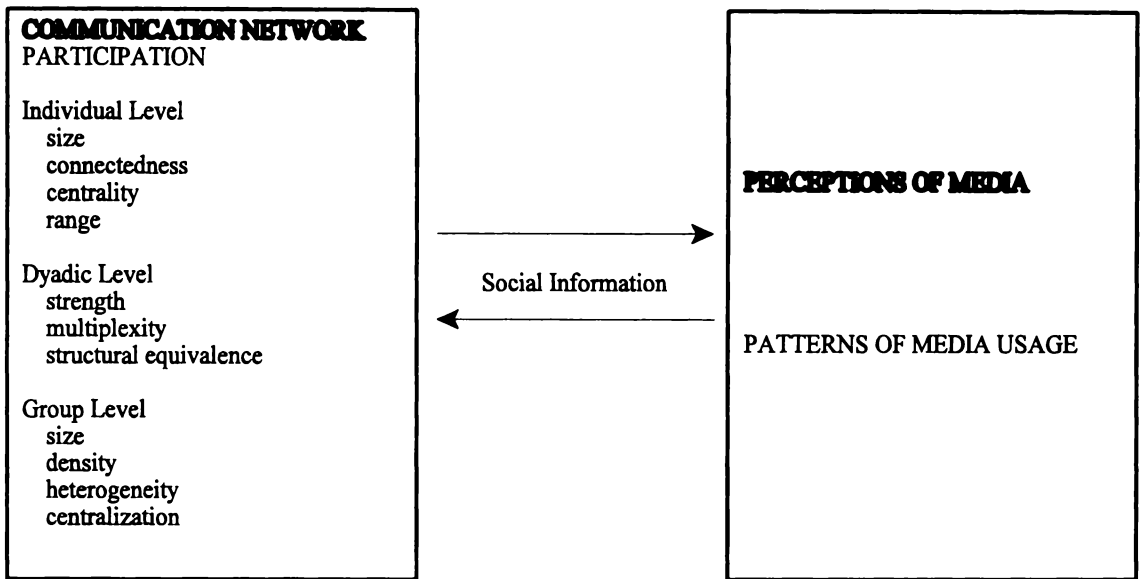 COMMUNICATION NETWORK
PARTICIPATION
Individual Level
size
connectedness
centrality
range
Dyadic Level
strength
multiplexity
structural equivalence
Group Level
size
density
heterogeneity
centralization
Social Information
PERCEPTIONS OF MEDIA
PATTERNS OF MEDIA USAGE